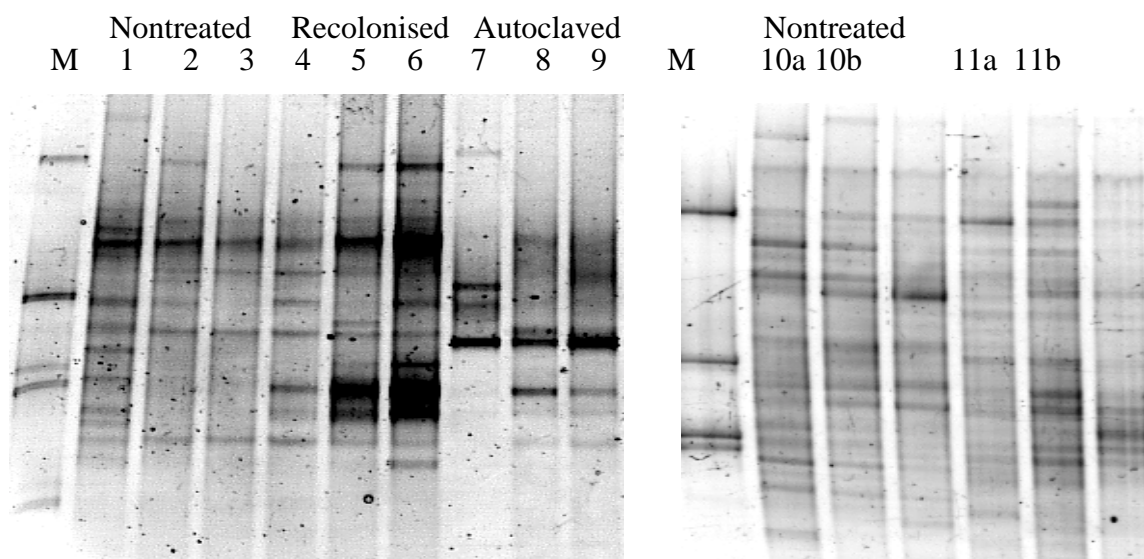 Nontreated Recolonised Autoclaved
M 1 2 3 4 5 6 7 8 9
Nontreated
M 10a 10b 11a 11b